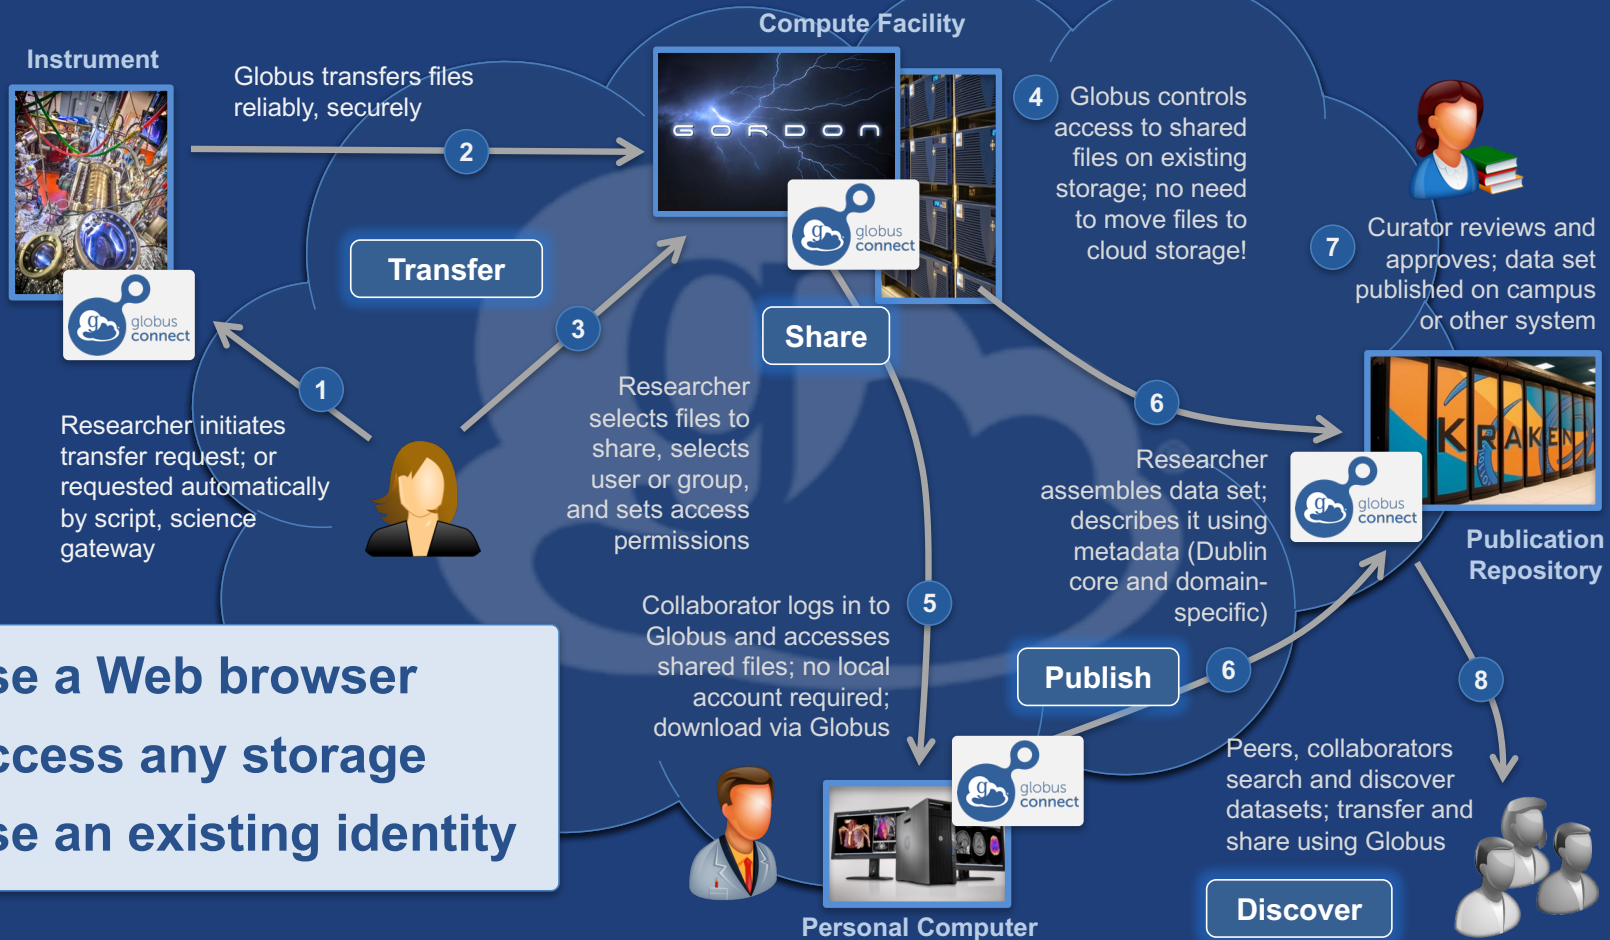 Compute Facility
Instrument
Globus transfers files
reliably, securely
2
GORDON
globus
connect
4
Globus controls
access to shared
files on existing
storage; no need
to move files to
cloud storage!
7
Curator reviews and
approves; data set
published on campus
or other system
Transfer
globus
connect
3
Share
1
Researcher initiates
transfer request; or
requested automatically
by script, science
gateway
Researcher
selects files to
share, selects
user or group,
and sets access
permissions
6
Researcher
assembles data set;
describes it using
metadata (Dublin
core and domain-
specific)
KRAKEN
globus
connect
Publication
Repository
5
Collaborator logs in to
Globus and accesses
shared files; no local
account required;
download via Globus
Publish
6
8
se a Web browser
ccess any storage
se an existing identity
globus
connect
Peers, collaborators
search and discover
datasets; transfer and
share using Globus
Discover
Personal Computer